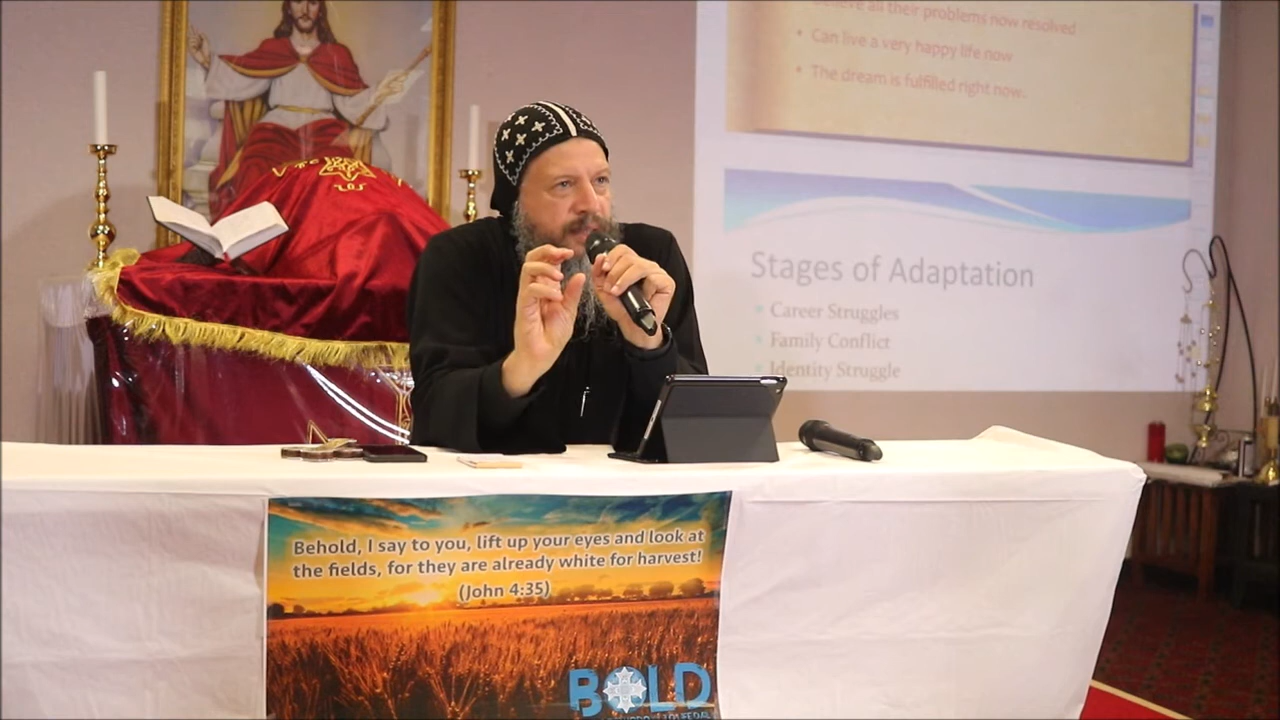 believe all their problems now resolved
• Can live a very happy life now
• The dream is fulfilled right now.
Stages of Adaptation
• Career Struggles
• Family Conflict
• Identity Struggle
Behold, I say to you, lift up your eyes and look at
the fields, for they are already white for harvest!
(John 4:35)
BOLD